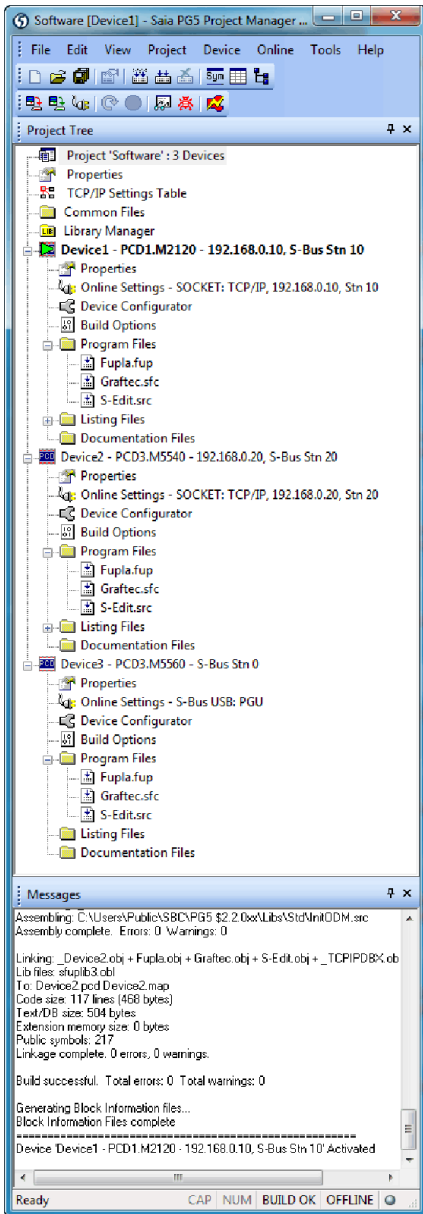 Software [Device1] - Saia PG5 Project Manager ...
File Edit View Project Device Online Tools Help
Sym
Project Tree
Project 'Software' : 3 Devices
Properties
TCP/IP Settings Table
Common Files
LIB Library Manager
Device1 - PCD1.M2120 - 192.168.0.10, S-Bus Stn 10
Properties
Online Settings - SOCKET: TCP/IP, 192.168.0.10, Stn 10
Device Configurator
Build Options
Program Files
Fupla.fup
Graftec.sfc
S-Edit.src
Listing Files
Documentation Files
PCD Device2 - PCD3.M5540 - 192.168.0.20, S-Bus Stn 20
Properties
Online Settings - SOCKET: TCP/IP, 192.168.0.20, Stn 20
Device Configurator
Build Options
Program Files
Fupla.fup
Graftec.sfc
S-Edit.src
Listing Files
Documentation Files
PCD Device3 - PCD3.M5560 - S-Bus Stn 0
Properties
Online Settings - S-Bus USB: PGU
Device Configurator
Build Options
Program Files
Fupla.fup
Graftec.sfc
S-Edit.src
Listing Files
Documentation Files
Messages
Assembling: C:\Users\Public\SBC\PG5 $2.2.0xx\Libs\Std\InitODM.src
Assembly complete. Errors: 0 Warnings: 0
Linking: _Device2.obj + Fupla.obj + Graftec.obj + S-Edit.obj + _TCPIPDBX.ob
Lib files: sfuplib3.obl
To: Device2.pcd Device2.map
Code size: 117 lines (468 bytes)
Text/DB size: 504 bytes
Extension memory size: 0 bytes
Public symbols: 217
Linkage complete. 0 errors, 0 warnings.
Build successful. Total errors: 0 Total warnings: 0
Generating Block Information files...
Block Information Files complete
Device 'Device1 - PCD1.M2120 - 192.168.0.10, S-Bus Stn 10' Activated
Ready CAP NUM BUILD OK OFFLINE